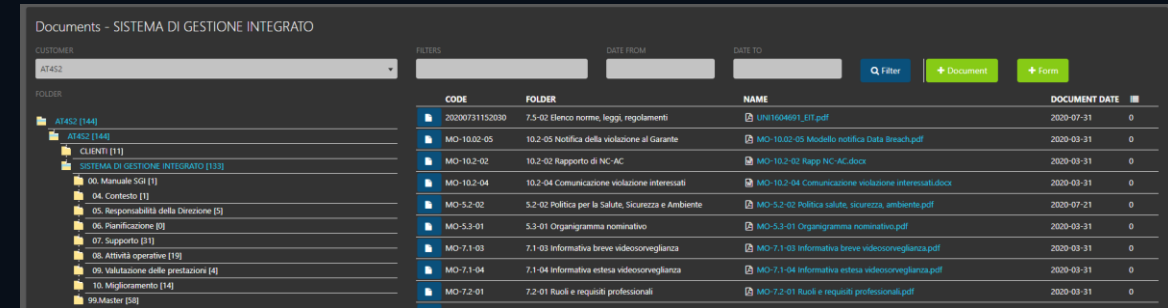 Documents - SISTEMA DI GESTIONE INTEGRATO
CUSTOMER
AT4S2
FOLDER
AT4S2 [144]
AT4S2 [144]
CLIENTI [11]
SISTEMA DI GESTIONE INTEGRATO [133]
00. Manuale SGI [1]
04. Contesto [1]
05. Responsabilità della Direzione [5]
06. Pianificazione [0]
07. Supporto [31]
08. Attività operative [19]
09. Valutazione delle prestazioni [4]
10. Miglioramento [14]
99.Master [58]
FILTERS DATE FROM DATE TO
Filter + Document + Form
CODE FOLDER NAME DOCUMENT DATE
20200731152030 7.5-02 Elenco norme, leggi, regolamenti UNI1604691_EIT.pdf 2020-07-31 0
MO-10.02-05 10.2-05 Notifica della violazione al Garante MO-10.02-05 Modello notifica Data Breach.pdf 2020-03-31 0
MO-10.2-02 10.2-02 Rapporto di NC-AC MO-10.2-02 Rapp NC-AC.docx 2020-03-31 0
MO-10.2-04 10.2-04 Comunicazione violazione interessati MO-10.2-04 Comunicazione violazione interessati.docx 2020-03-31 0
MO-5.2-02 5.2-02 Politica per la Salute, Sicurezza e Ambiente MO-5.2-02 Politica salute, sicurezza, ambiente.pdf 2020-07-21 0
MO-5.3-01 5.3-01 Organigramma nominativo MO-5.3-01 Organigramma nominativo.pdf 2020-03-31 0
MO-7.1-03 7.1-03 Informativa breve videosorveglianza MO-7.1-03 Informativa breve videosorveglianza.pdf 2020-03-31 0
MO-7.1-04 7.1-04 Informativa estesa videosorveglianza MO-7.1-04 Informativa estesa videosorveglianza.pdf 2020-03-31 0
MO-7.2-01 7.2-01 Ruoli e requisiti professionali MO-7.2-01 Ruoli e requisiti professionali.pdf 2020-03-31 0